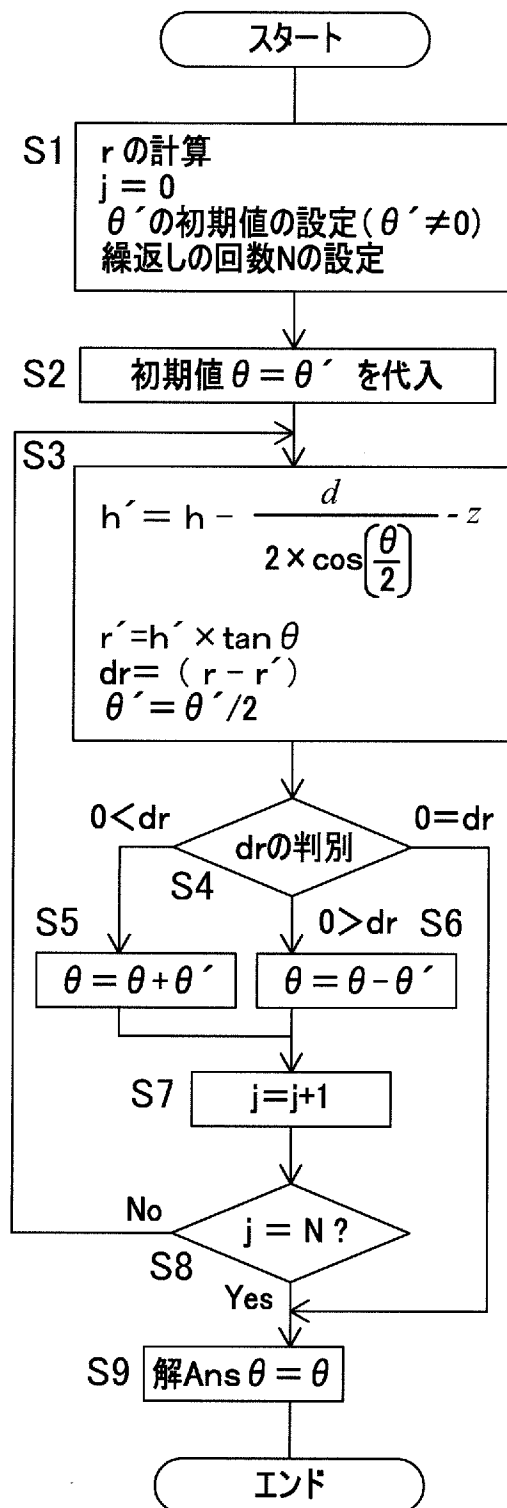 スタート
S1
r の計算
j = 0
θ´の初期値の設定(θ´≠0)
繰返しの回数Nの設定
S2
初期値 θ = θ´ を代入
S3
h´ = h - d / (2 × cos(θ/2)) - z
r´=h´ × tan θ
dr= ( r - r´)
θ´= θ´/2
0<dr
0=dr
drの判別
S4
S5
0>dr
S6
θ = θ + θ´
θ = θ - θ´
S7
j=j+1
No
j = N ?
S8
Yes
S9
解Ans θ = θ
エンド